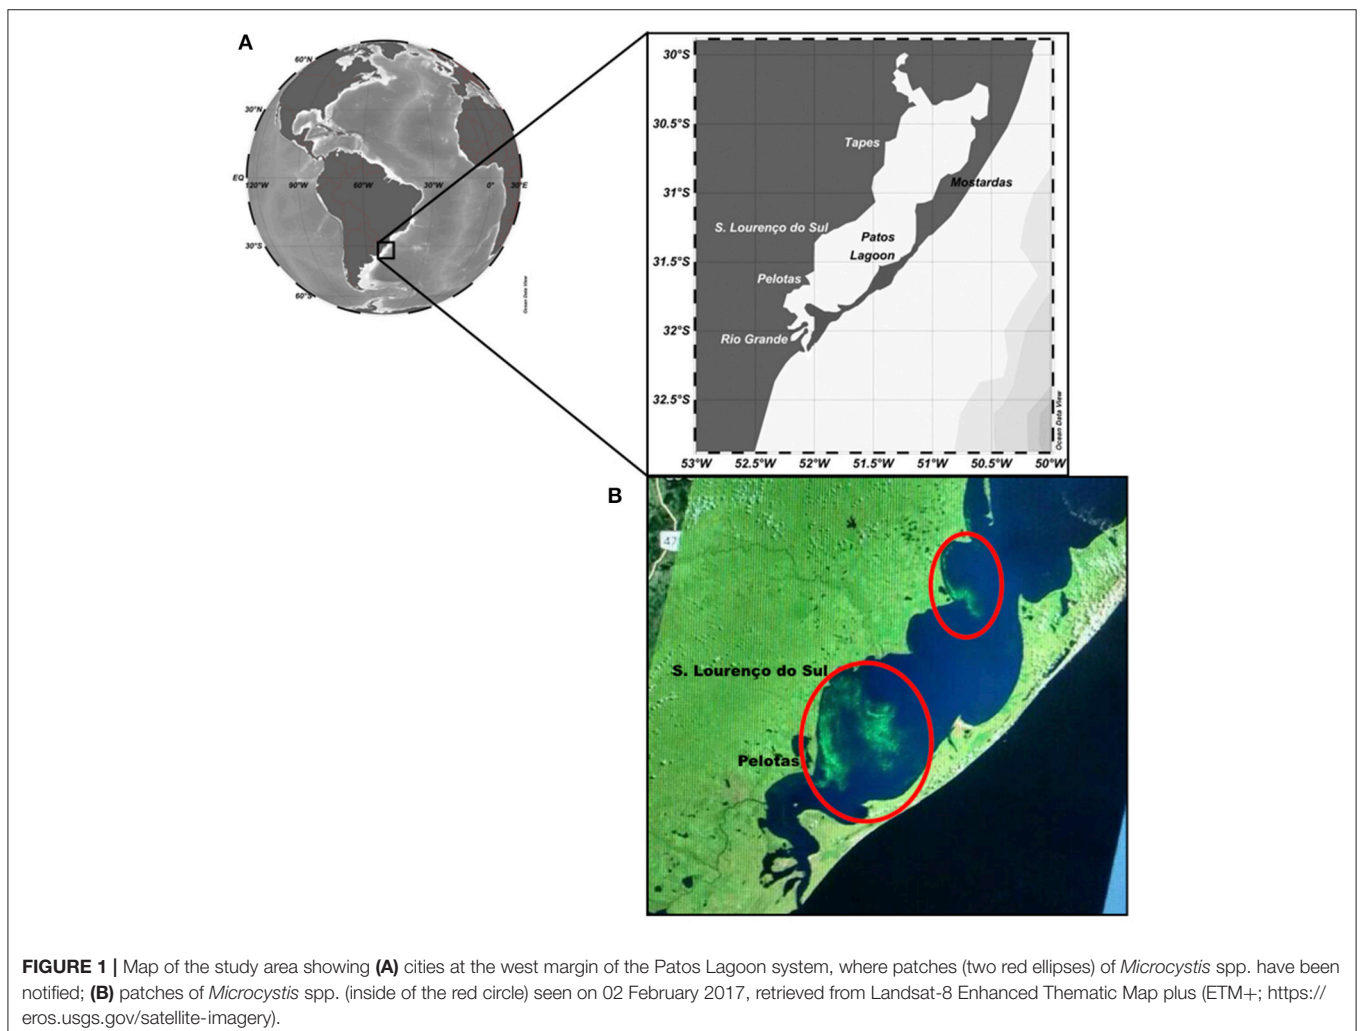 A
60°N
30°N
EQ
120°W 90°W 60°W 30°W 0° 30°E
30°S
60°S
Ocean Data View
30°S
30.5°S
Tapes
31°S
Mostardas
S. Lourenço do Sul
Patos
Lagoon
31.5°S
Pelotas
32°S
Rio Grande
32.5°S
Ocean Data View
53°W 52.5°W 52°W 51.5°W 51°W 50.5°W 50°W
B
47
S. Lourenço do Sul
Pelotas
FIGURE 1 | Map of the study area showing (A) cities at the west margin of the Patos Lagoon system, where patches (two red ellipses) of Microcystis spp. have been
notified; (B) patches of Microcystis spp. (inside of the red circle) seen on 02 February 2017, retrieved from Landsat-8 Enhanced Thematic Map plus (ETM+; https://
eros.usgs.gov/satellite-imagery).